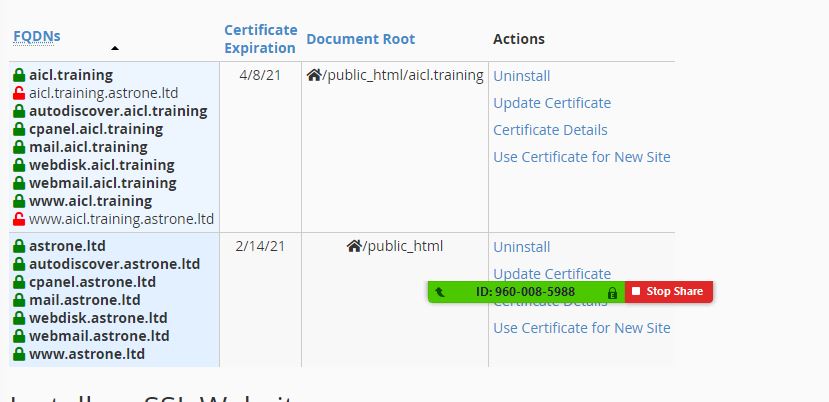 FQDNs
Certificate Expiration
Document Root
Actions
aicl.training
aicl.training.astrone.ltd
autodiscover.aicl.training
cpanel.aicl.training
mail.aicl.training
webdisk.aicl.training
webmail.aicl.training
www.aicl.training
www.aicl.training.astrone.ltd
4/8/21
/public_html/aicl.training
Uninstall
Update Certificate
Certificate Details
Use Certificate for New Site
astrone.ltd
autodiscover.astrone.ltd
cpanel.astrone.ltd
mail.astrone.ltd
webdisk.astrone.ltd
webmail.astrone.ltd
www.astrone.ltd
2/14/21
/public_html
Uninstall
Update Certificate
ID: 960-008-5988
Stop Share
Certificate Details
Use Certificate for New Site